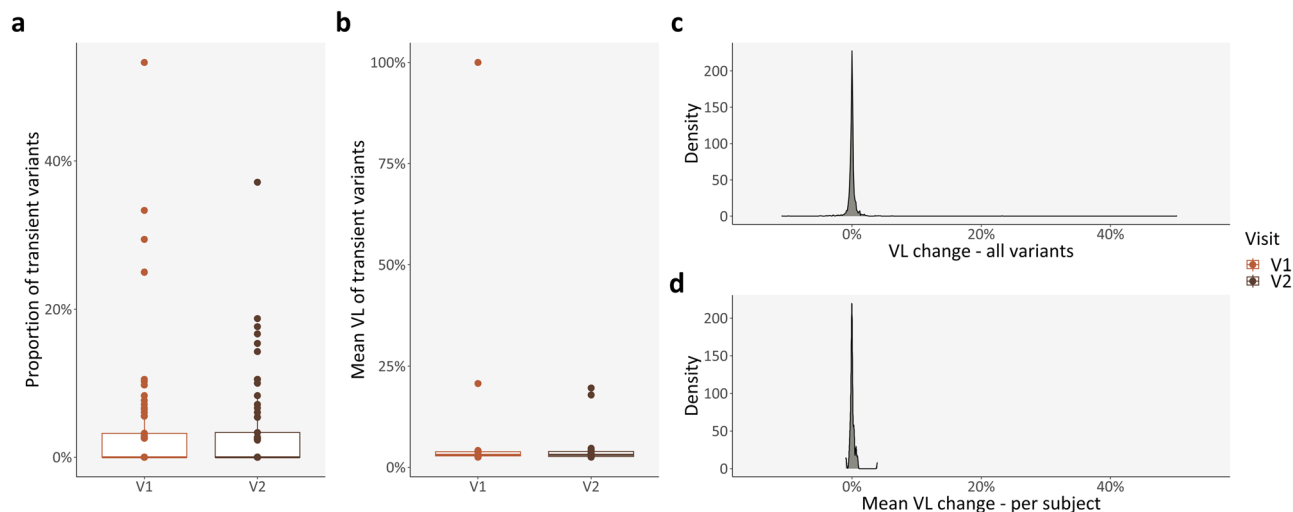 a
Proportion of transient variants
40%
20%
0%
V1
V2
b
Mean VL of transient variants
100%
75%
50%
25%
0%
V1
V2
c
Density
200
150
100
50
0
0%
20%
40%
VL change - all variants
d
Density
200
150
100
50
0
0%
20%
40%
Mean VL change - per subject
Visit
V1
V2